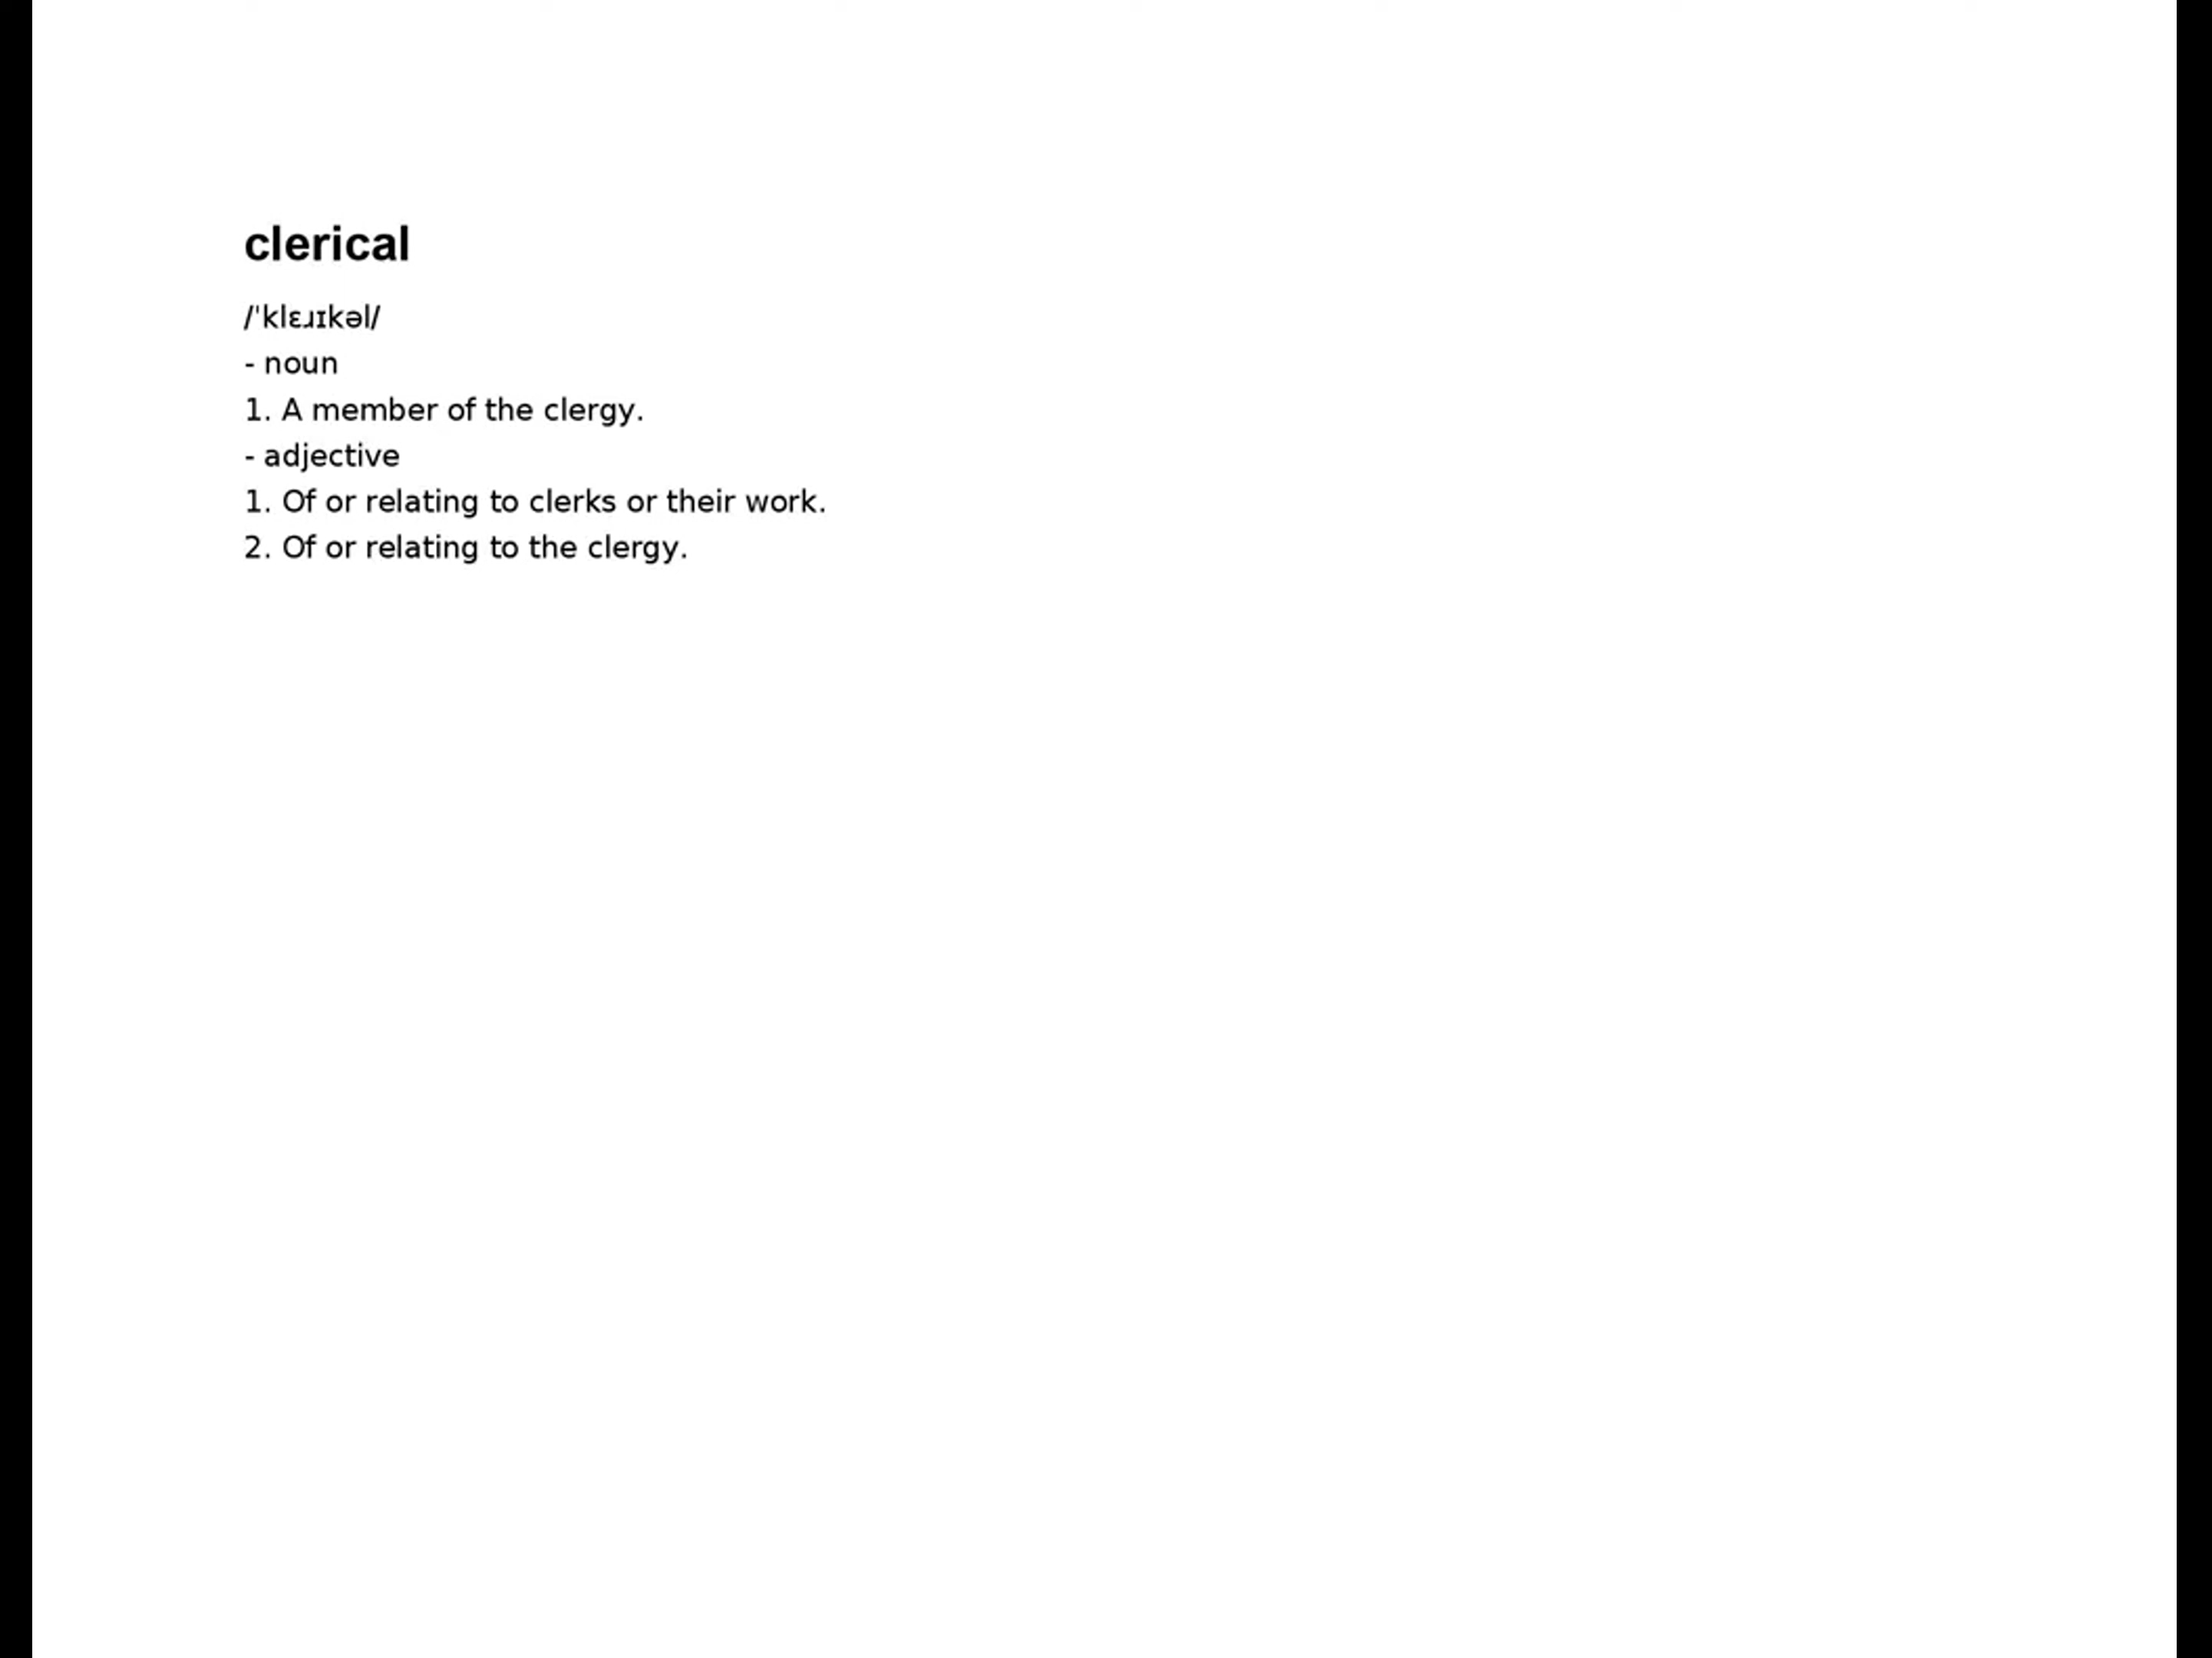 clerical
/ˈklɛɹɪkəl/
- noun
1. A member of the clergy.
- adjective
1. Of or relating to clerks or their work.
2. Of or relating to the clergy.